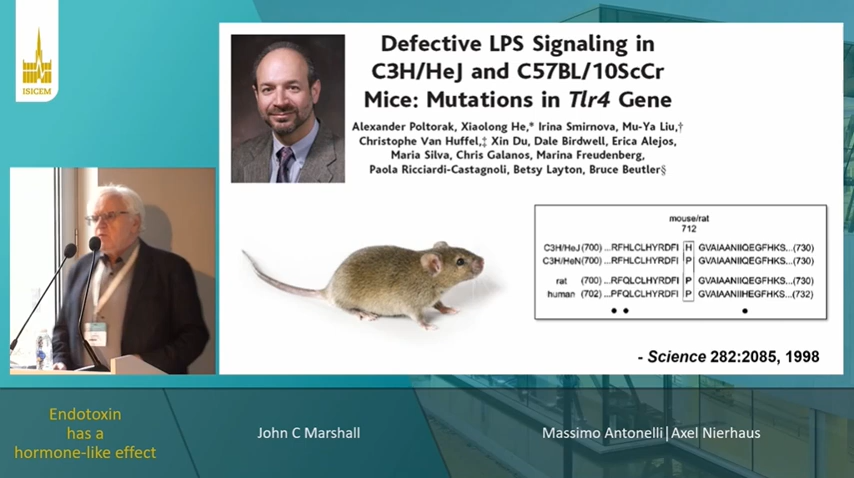 ISICEM
Defective LPS Signaling in
C3H/HeJ and C57BL/10ScCr
Mice: Mutations in Tlr4 Gene
Alexander Poltorak, Xiaolong He,* Irina Smirnova, Mu-Ya Liu,†
Christophe Van Huffel,‡ Xin Du, Dale Birdwell, Erica Alejos,
Maria Silva, Chris Galanos, Marina Freudenberg,
Paola Ricciardi-Castagnoli, Betsy Layton, Bruce Beutler§
mouse/rat
712
C3H/HeJ (700) ...RFHLCLHYRDFI H GVAIAANIIQEGFHKS...(730)
C3H/HeN (700) ...RFHLCLHYRDFI P GVAIAANIIQEGFHKS...(730)
rat (700) ...RFQLCLHYRDFI P GVAIAANIIQEGFHKS...(730)
human (702) ...PFQLCLHYRDFI P GVAIAANIIHEGFHKS...(732)
- Science 282:2085, 1998
Endotoxin
has a
hormone-like effect
John C Marshall
Massimo Antonelli|Axel Nierhaus